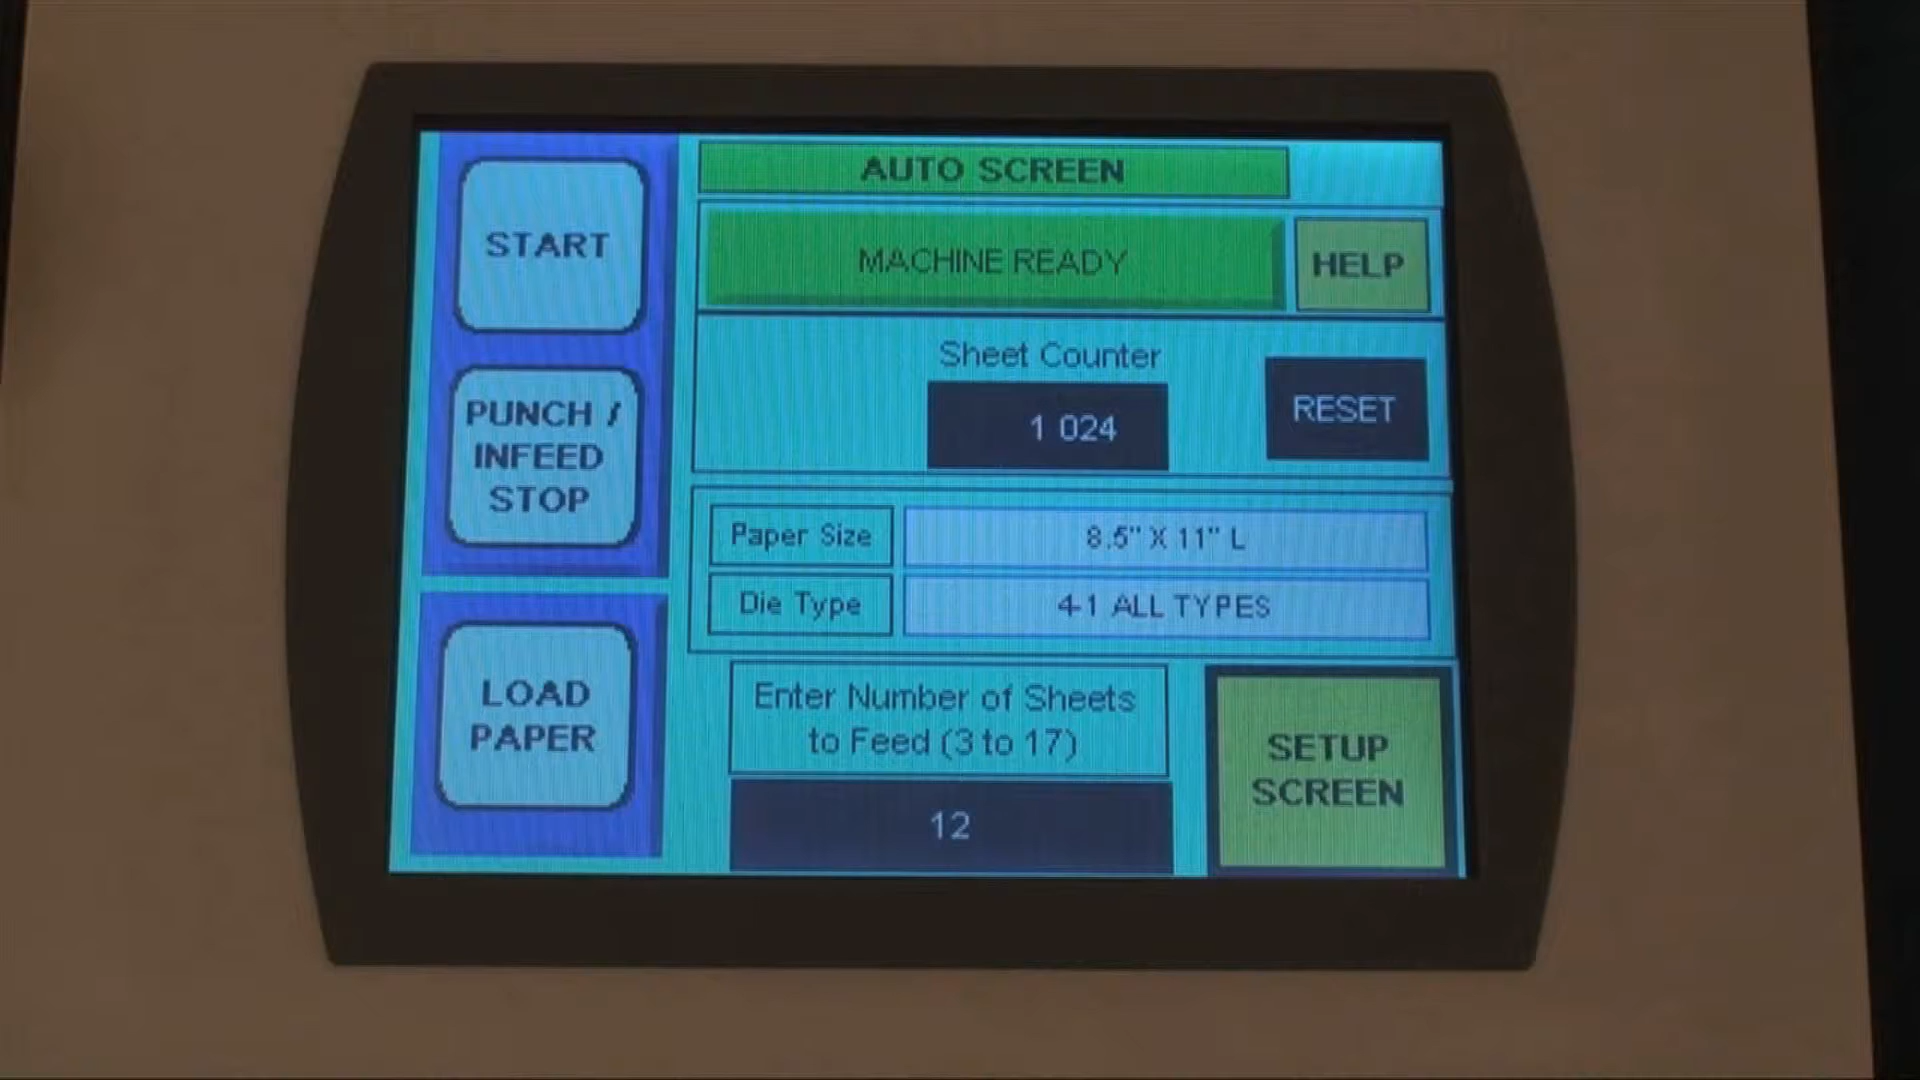 AUTO SCREEN
START
MACHINE READY
HELP
Sheet Counter
1 024
RESET
PUNCH /
INFEED
STOP
Paper Size
8.5" X 11" L
Die Type
4-1 ALL TYPES
LOAD
PAPER
Enter Number of Sheets
to Feed (3 to 17)
12
SETUP
SCREEN